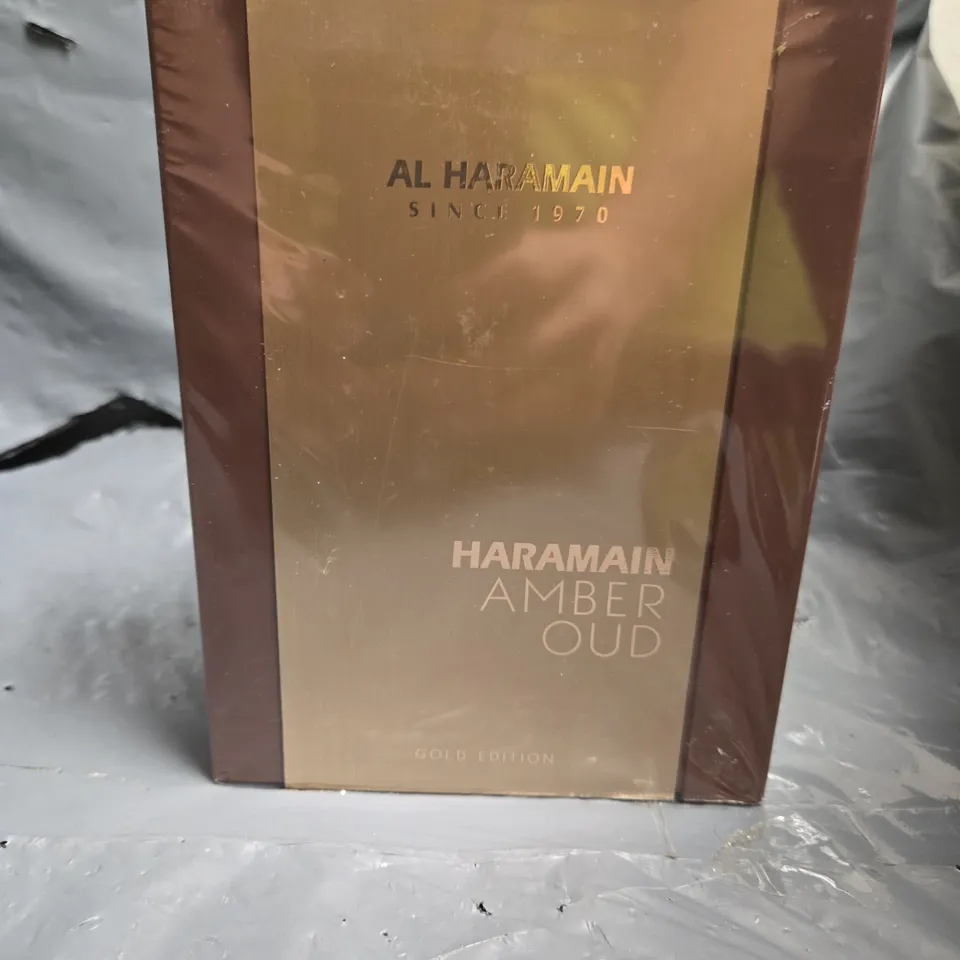 AL HARAMAIN
SINCE 1970
HARAMAIN
AMBER
OUD
GOLD EDITION